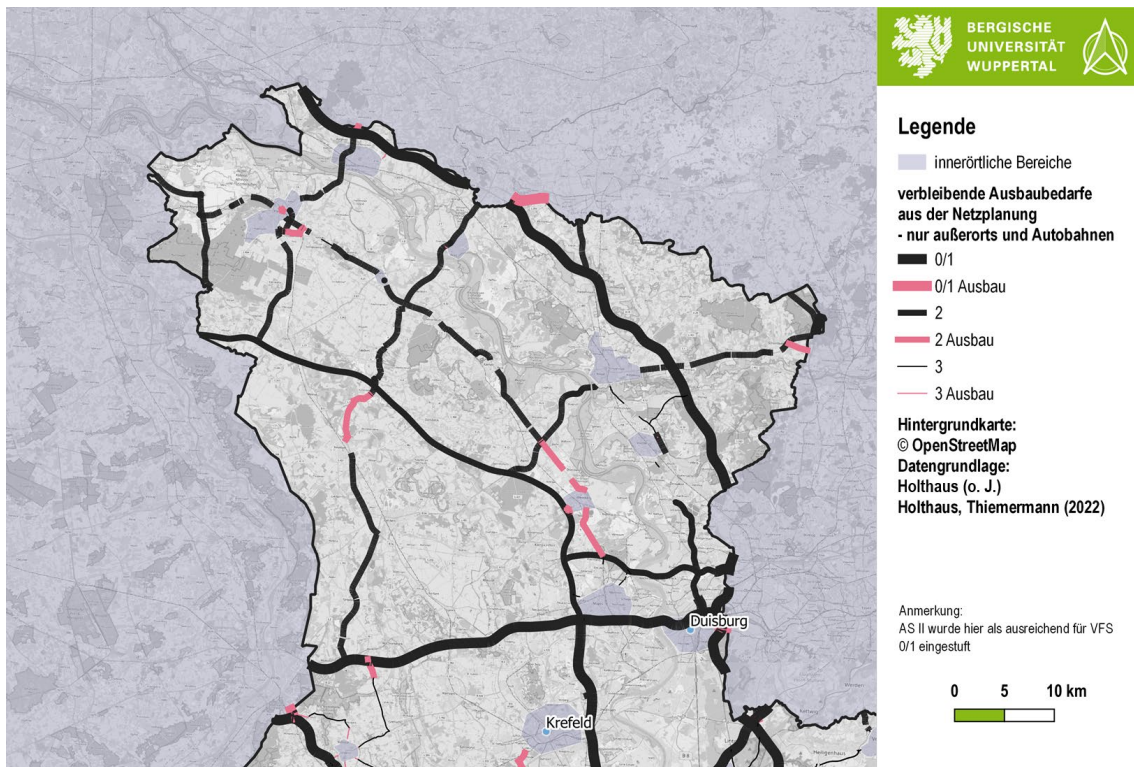 BERGISCHE
UNIVERSITÄT
WUPPERTAL
Legende
innerörtliche Bereiche
verbleibende Ausbaubedarfe
aus der Netzplanung
- nur außerorts und Autobahnen
0/1
0/1 Ausbau
2
2 Ausbau
3
3 Ausbau
Hintergrundkarte:
© OpenStreetMap
Datengrundlage:
Holthaus (o. J.)
Holthaus, Thiemermann (2022)
Anmerkung:
AS II wurde hier als ausreichend für VFS
0/1 eingestuft
0 5 10 km
Duisburg
Krefeld